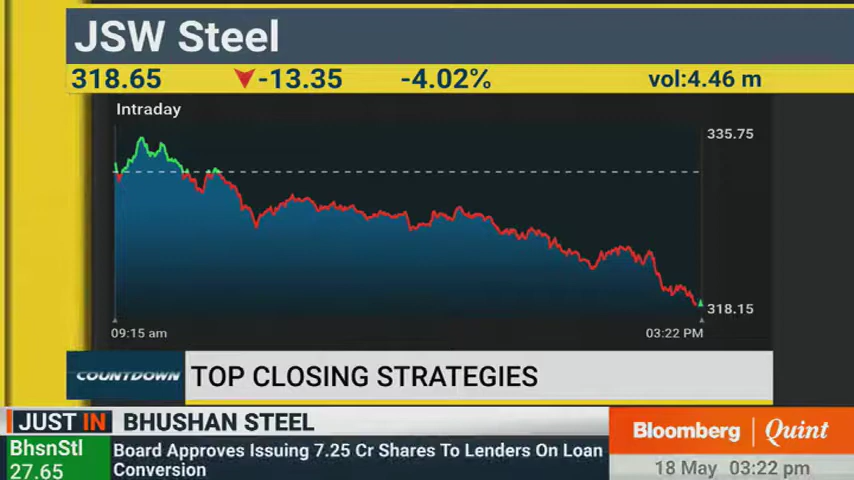 JSW Steel
318.65 -13.35 -4.02% vol:4.46 m
Intraday
335.75
318.15
09:15 am 03:22 PM
COUNTDOWN TOP CLOSING STRATEGIES
JUST IN BHUSHAN STEEL
BhsnStl
27.65
Board Approves Issuing 7.25 Cr Shares To Lenders On Loan
Conversion
Bloomberg | Quint
18 May 03:22 pm